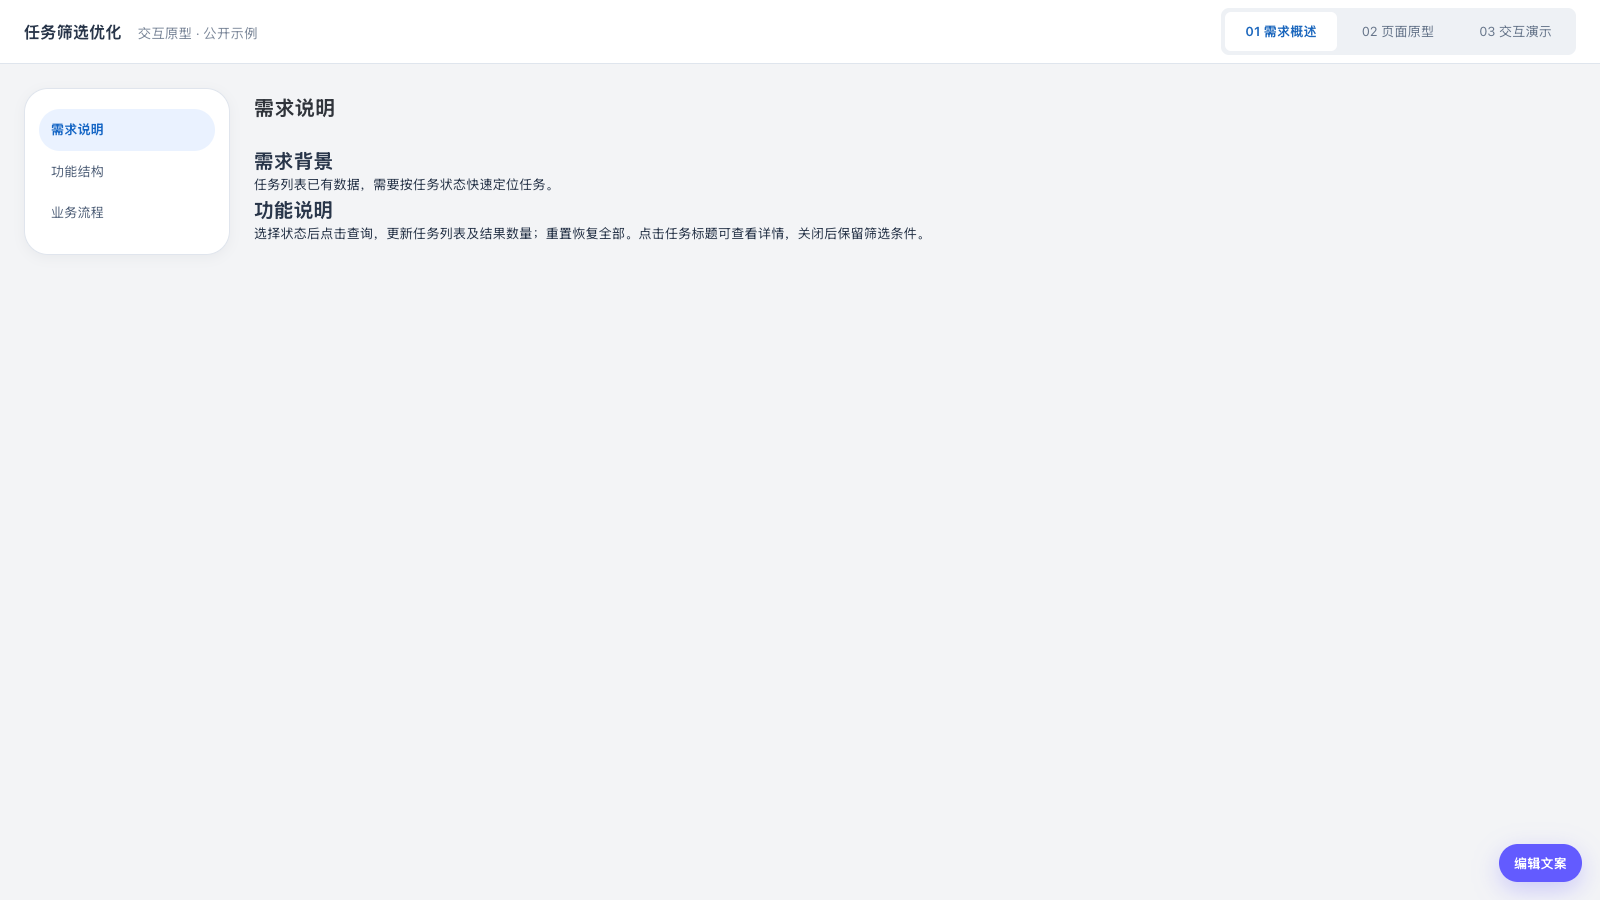 任务筛选优化
交互原型 · 公开示例
01 需求概述
02 页面原型
03 交互演示
需求说明
功能结构
业务流程
需求说明
需求背景
任务列表已有数据，需要按任务状态快速定位任务。
功能说明
选择状态后点击查询，更新任务列表及结果数量；重置恢复全部。点击任务标题可查看详情，关闭后保留筛选条件。
编辑文案